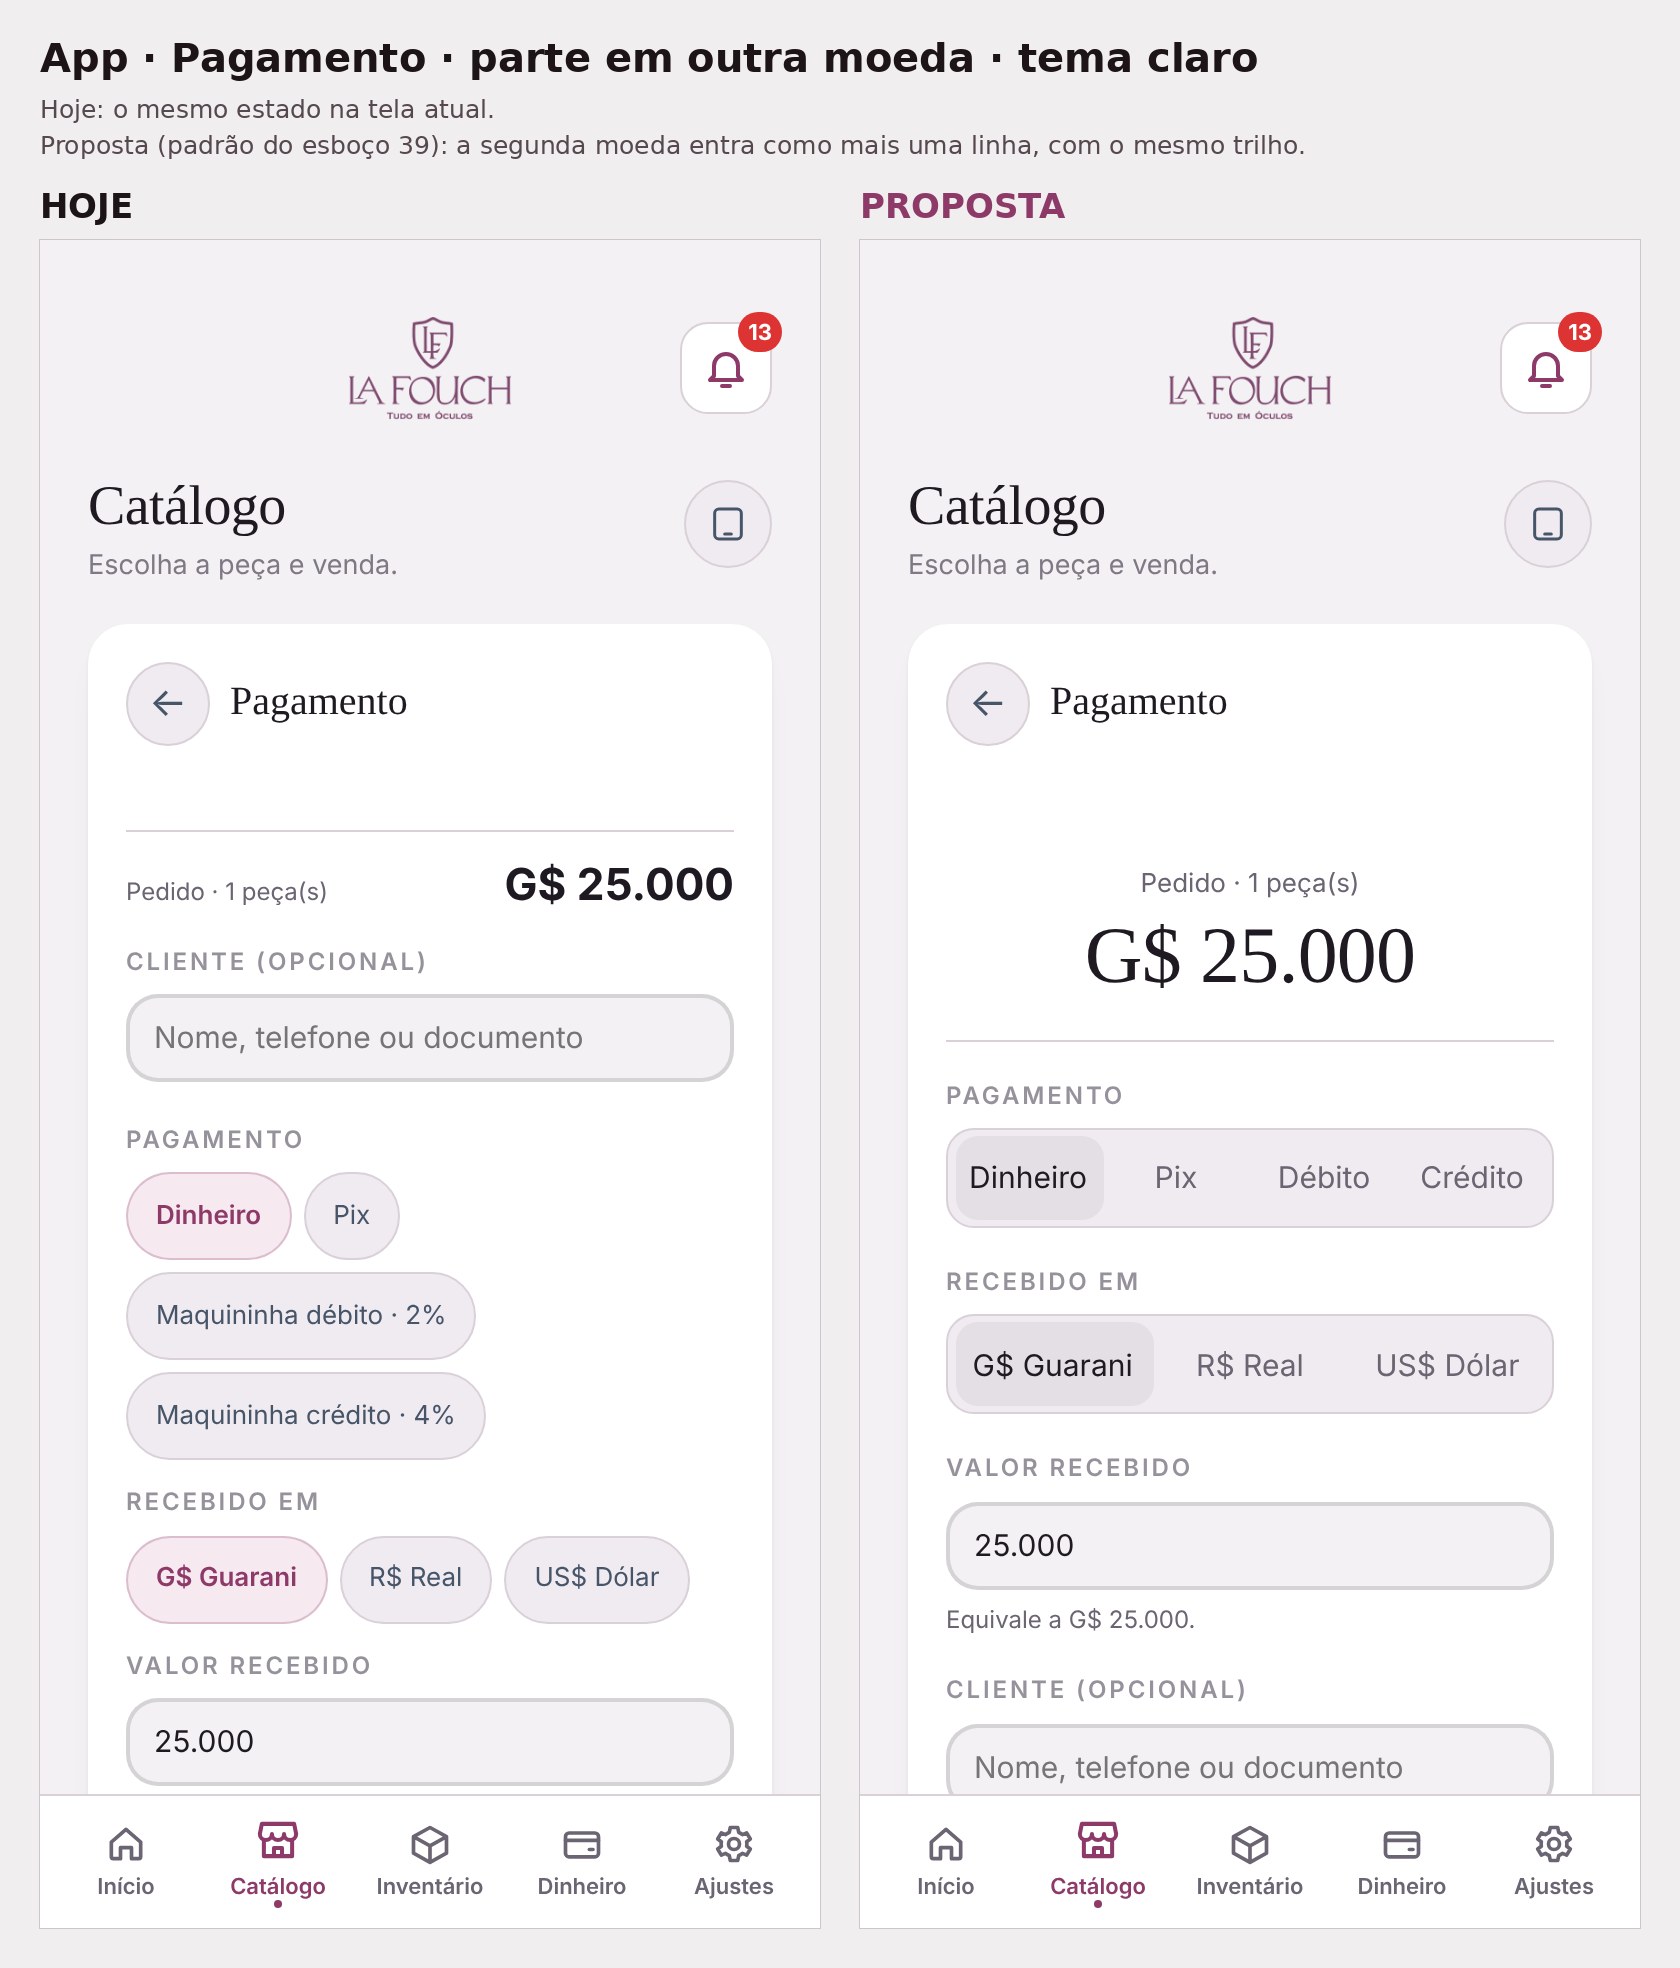 App · Pagamento · parte em outra moeda · tema claro
Hoje: o mesmo estado na tela atual.
Proposta (padrão do esboço 39): a segunda moeda entra como mais uma linha, com o mesmo trilho.
HOJE
LF
LA FOUCH
TUDO EM ÓCULOS
13
Catálogo
Escolha a peça e venda.
Pagamento
Pedido · 1 peça(s)
G$ 25.000
CLIENTE (OPCIONAL)
Nome, telefone ou documento
PAGAMENTO
Dinheiro
Pix
Maquininha débito · 2%
Maquininha crédito · 4%
RECEBIDO EM
G$ Guarani
R$ Real
US$ Dólar
VALOR RECEBIDO
25.000
Início
Catálogo
Inventário
Dinheiro
Ajustes
PROPOSTA
LF
LA FOUCH
TUDO EM ÓCULOS
13
Catálogo
Escolha a peça e venda.
Pagamento
Pedido · 1 peça(s)
G$ 25.000
PAGAMENTO
Dinheiro
Pix
Débito
Crédito
RECEBIDO EM
G$ Guarani
R$ Real
US$ Dólar
VALOR RECEBIDO
25.000
Equivale a G$ 25.000.
CLIENTE (OPCIONAL)
Nome, telefone ou documento
Início
Catálogo
Inventário
Dinheiro
Ajustes